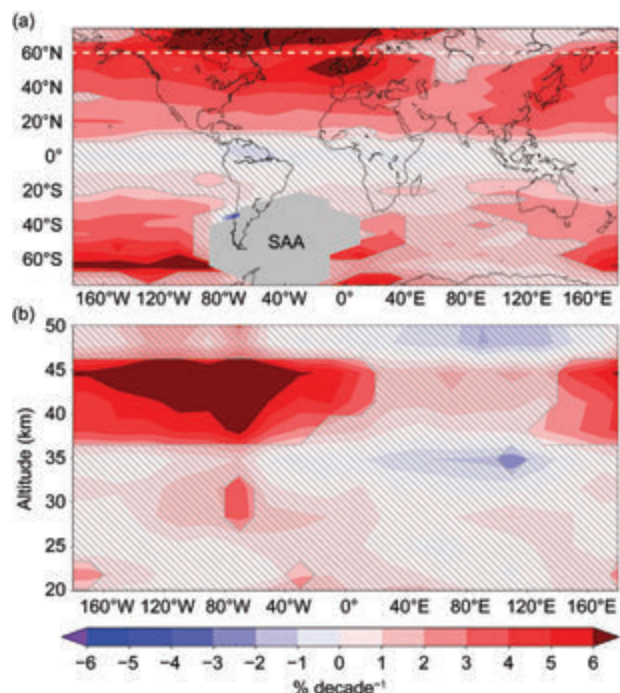 (a)
60°N
40°N
20°N
0°
20°S
40°S
60°S
SAA
160°W 120°W 80°W 40°W 0° 40°E 80°E 120°E 160°E
(b)
50
45
40
35
30
25
20
Altitude (km)
160°W 120°W 80°W 40°W 0° 40°E 80°E 120°E 160°E
−6 −5 −4 −3 −2 −1 0 1 2 3 4 5 6
% decade⁻¹